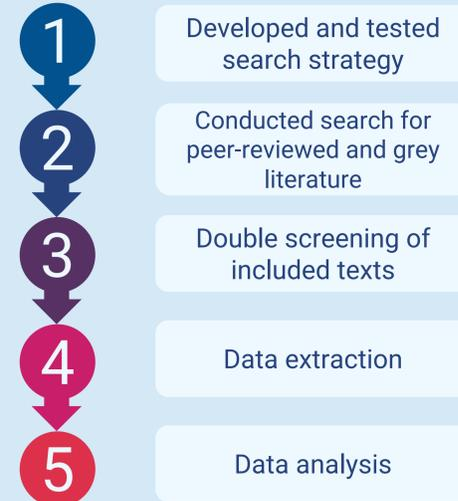 1
Developed and tested
search strategy
2
Conducted search for
peer-reviewed and grey
literature
3
Double screening of
included texts
4
Data extraction
5
Data analysis